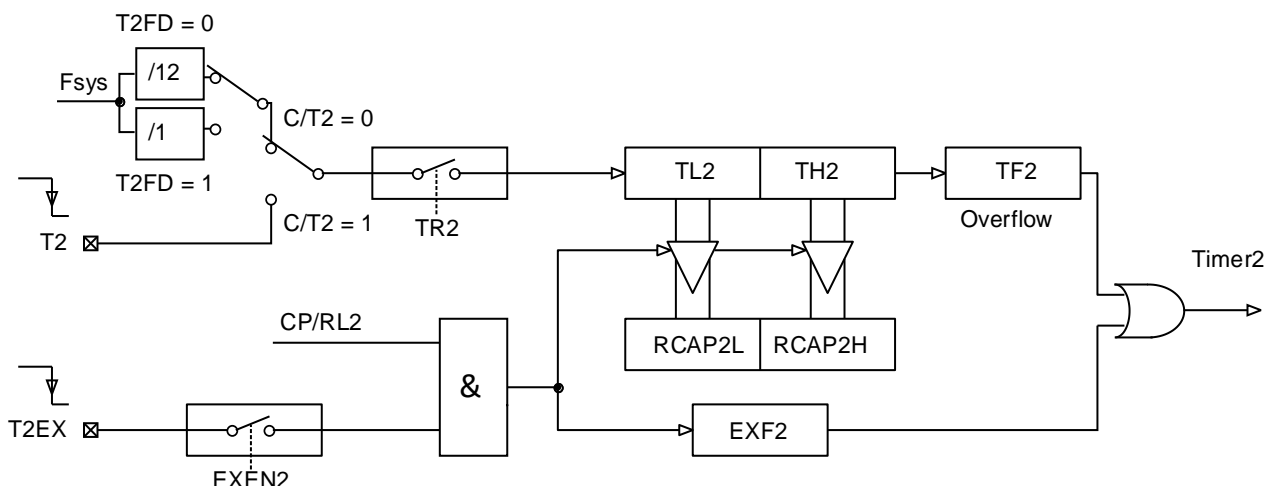 T2FD = 0
/12
Fsys
C/T2 = 0
/1
T2FD = 1
TL2
TH2
TF2
T2
C/T2 = 1
TR2
Overflow
Timer2
CP/RL2
RCAP2L
RCAP2H
&
T2EX
EXF2
EXEN2